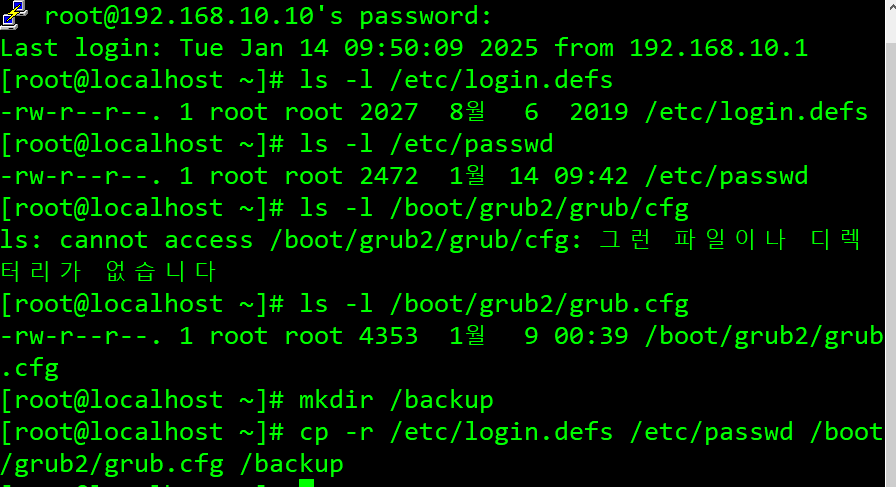 root@192.168.10.10's password:
Last login: Tue Jan 14 09:50:09 2025 from 192.168.10.1
[root@localhost ~]# ls -l /etc/login.defs
-rw-r--r--. 1 root root 2027  8월  6  2019 /etc/login.defs
[root@localhost ~]# ls -l /etc/passwd
-rw-r--r--. 1 root root 2472  1월 14 09:42 /etc/passwd
[root@localhost ~]# ls -l /boot/grub2/grub/cfg
ls: cannot access /boot/grub2/grub/cfg: 그런 파일이나 디렉
터리가 없습니다
[root@localhost ~]# ls -l /boot/grub2/grub.cfg
-rw-r--r--. 1 root root 4353  1월  9 00:39 /boot/grub2/grub
.cfg
[root@localhost ~]# mkdir /backup
[root@localhost ~]# cp -r /etc/login.defs /etc/passwd /boot
/grub2/grub.cfg /backup